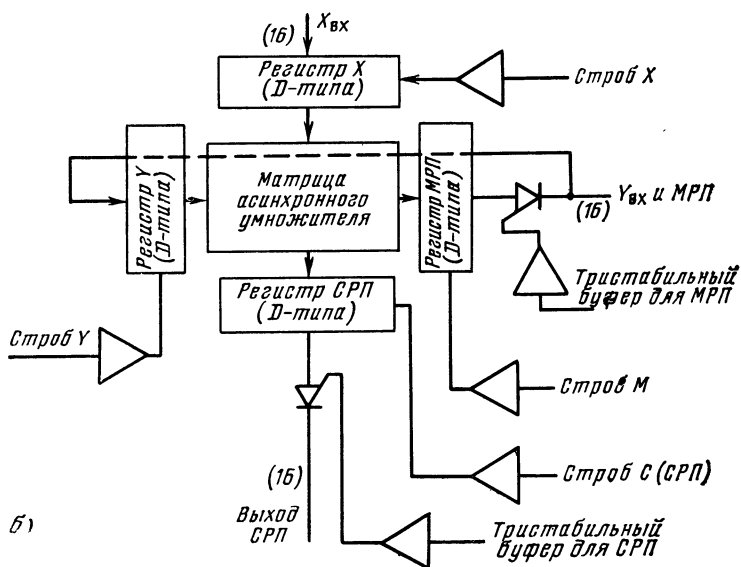 (16)
Xвх
Регистр X
(D-типа)
Строб X
Регистр Y
(D-типа)
Матрица
асинхронного
умножителя
Регистр МРП
(D-типа)
(16)
Yвх и МРП
Тристабильный
буфер для МРП
Регистр СРП
(D-типа)
Строб Y
Строб М
(16)
Строб С (СРП)
Выход
СРП
Тристабильный
буфер для СРП
б)